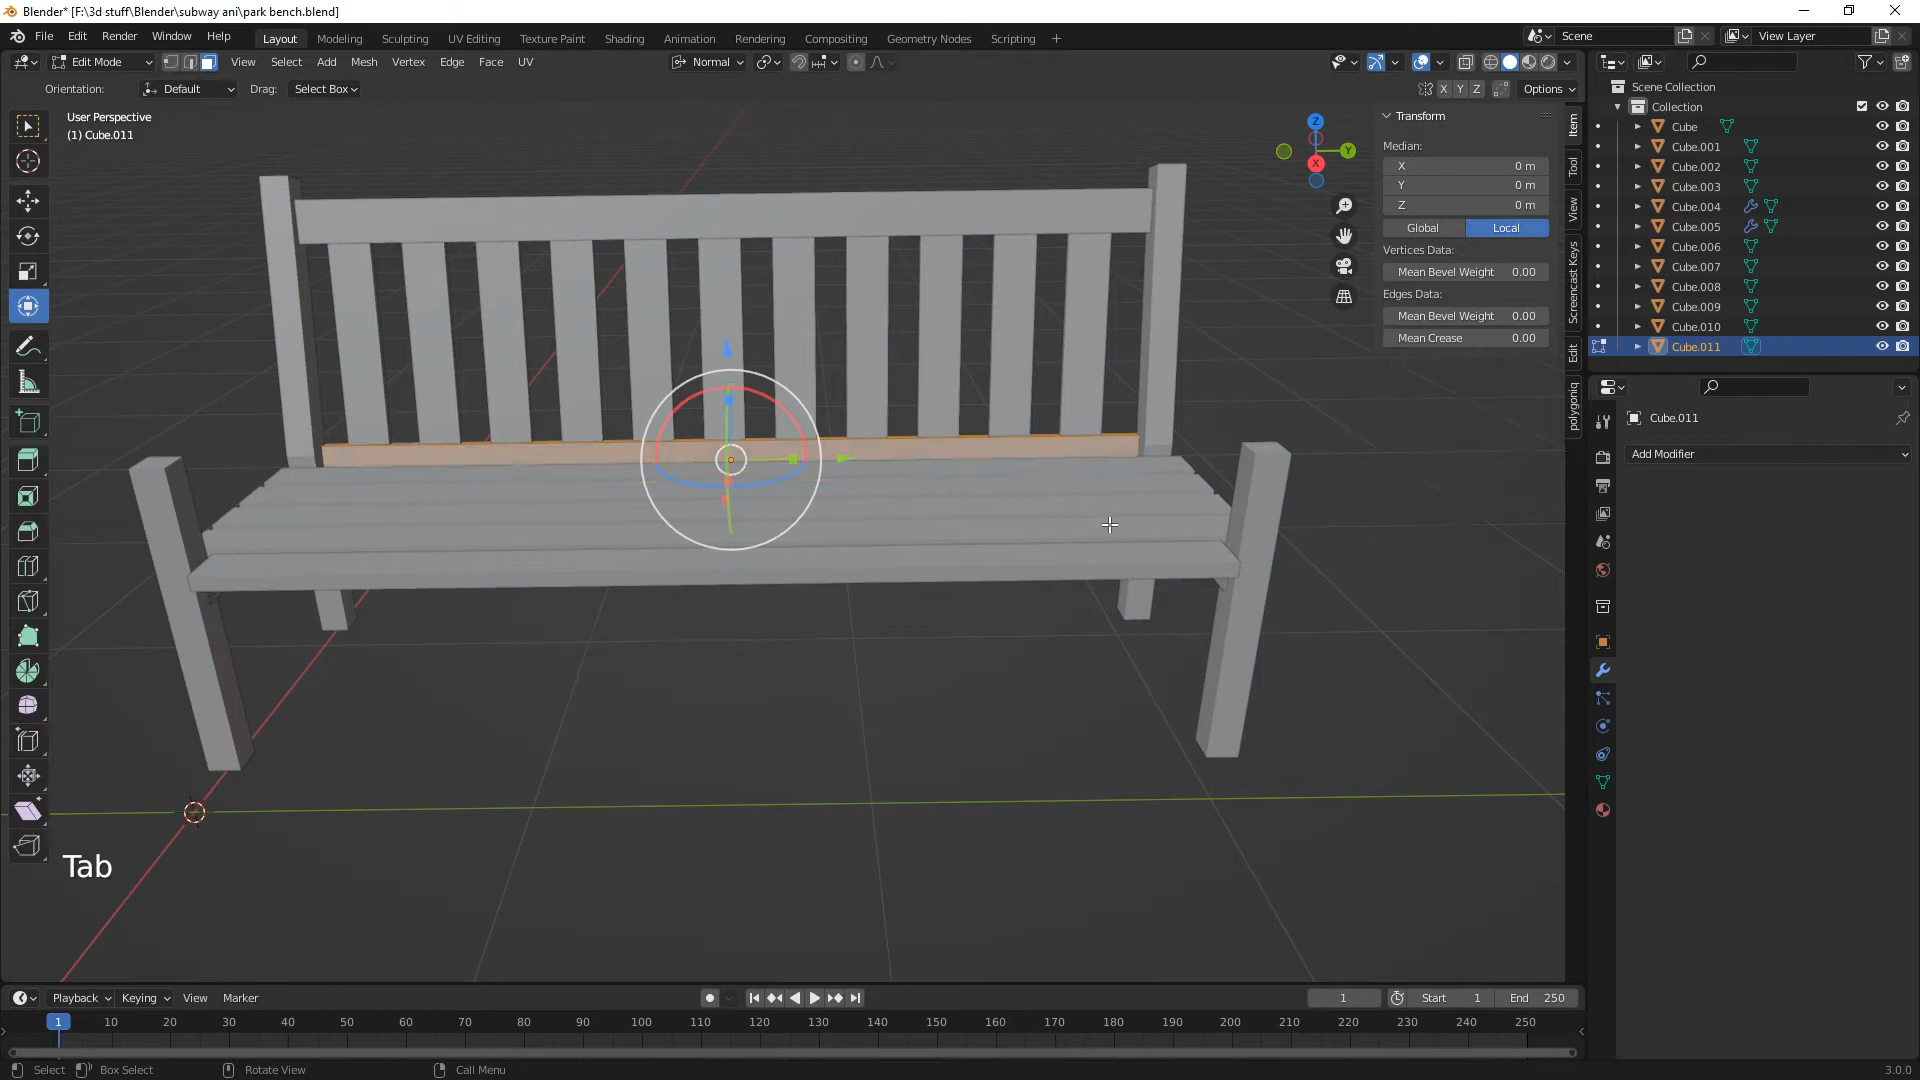 Blender* [F:\3d stuff\Blender\subway ani\park bench.blend]
File Edit Render Window Help Layout Modeling Sculpting UV Editing Texture Paint Shading Animation Rendering Compositing Geometry Nodes Scripting + Scene View Layer
Edit Mode View Select Add Mesh Vertex Edge Face UV Normal
Orientation: Default Drag: Select Box X Y Z Options
User Perspective
(1) Cube.011
Z
Y
X
Transform
Median:
X 0 m
Y 0 m
Z 0 m
Global Local
Vertices Data:
Mean Bevel Weight 0.00
Edges Data:
Mean Bevel Weight 0.00
Mean Crease 0.00
Item
Tool
View
Screencast Keys
Edit
polygoniq
Scene Collection
Collection
Cube
Cube.001
Cube.002
Cube.003
Cube.004
Cube.005
Cube.006
Cube.007
Cube.008
Cube.009
Cube.010
Cube.011
Cube.011
Add Modifier
Tab
Playback Keying View Marker 1 Start 1 End 250
1 10 20 30 40 50 60 70 80 90 100 110 120 130 140 150 160 170 180 190 200 210 220 230 240 250
Select Box Select Rotate View Call Menu 3.0.0